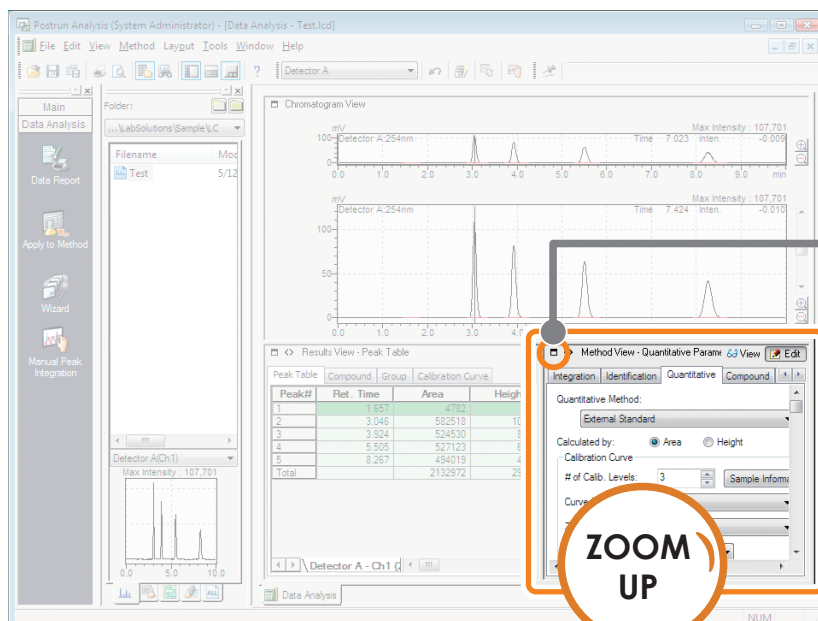 Postrun Analysis (System Administrator) - [Data Analysis - Test.lcd]
File Edit View Method Layout Tools Window Help
? Detector A
Main
Data Analysis
Data Report
Apply to Method
Wizard
Manual Peak
Integration
Folder:
...\LabSolutions\Sample\LC
Filename Mod
Test 5/12
Detector A(Ch1)
Max Intensity : 107,701
0.0 5.0 10.0
ALL
Chromatogram View
mV Max Intensity : 107,701
100 Detector A:254nm Time 7.023 Inten. -0.009
0
0.0 1.0 2.0 3.0 4.0 5.0 6.0 7.0 8.0 9.0 min
mV Max Intensity : 107,701
Detector A:254nm Time 7.424 Inten. -0.010
100
50
0
0.0 1.0 2.0 3.0
Results View - Peak Table
Peak Table Compound Group Calibration Curve
Peak# Ret. Time Area Heigh
1 1.657 4782
2 3.046 582518 10
3 3.924 524530
4 5.505 527123
5 8.267 494019 4
Total 2132972 29
Detector A - Ch1
Data Analysis
Method View - Quantitative Parame View Edit
Integration Identification Quantitative Compound
Quantitative Method:
External Standard
Calculated by: Area Height
Calibration Curve
# of Calib. Levels: 3 Sample Informa
Curve
ZOOM
UP
NUM